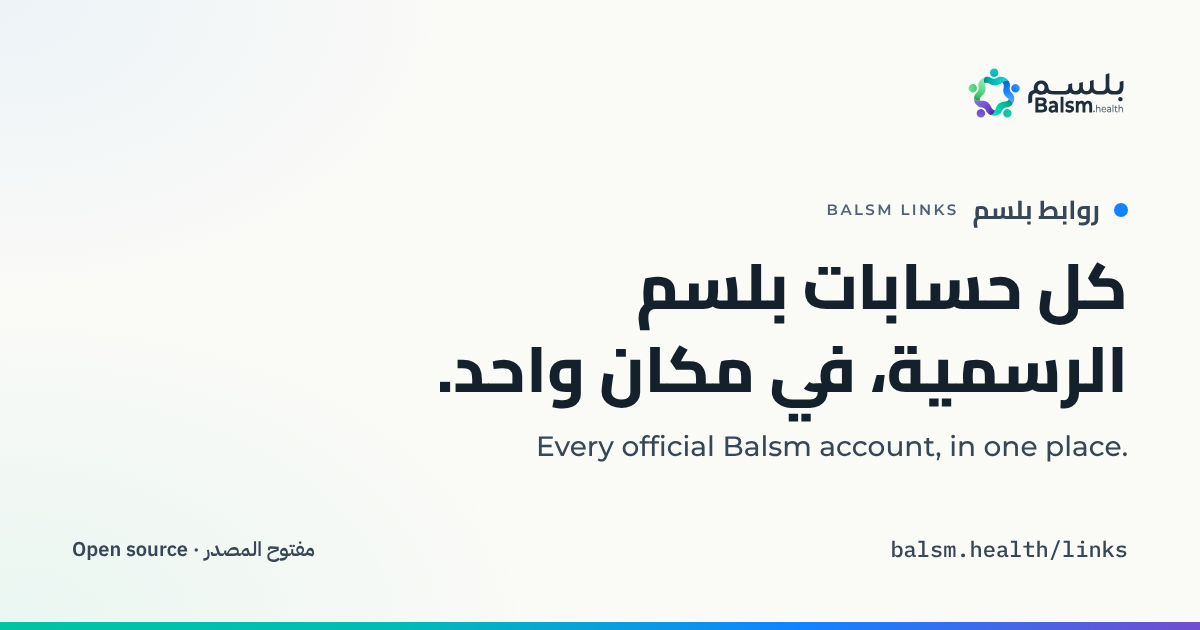 بلسم
Balsm.health
روابط بلسم BALSM LINKS
كل حسابات بلسم
الرسمية، في مكان واحد.
Every official Balsm account, in one place.
balsm.health/links
Open source · مفتوح المصدر